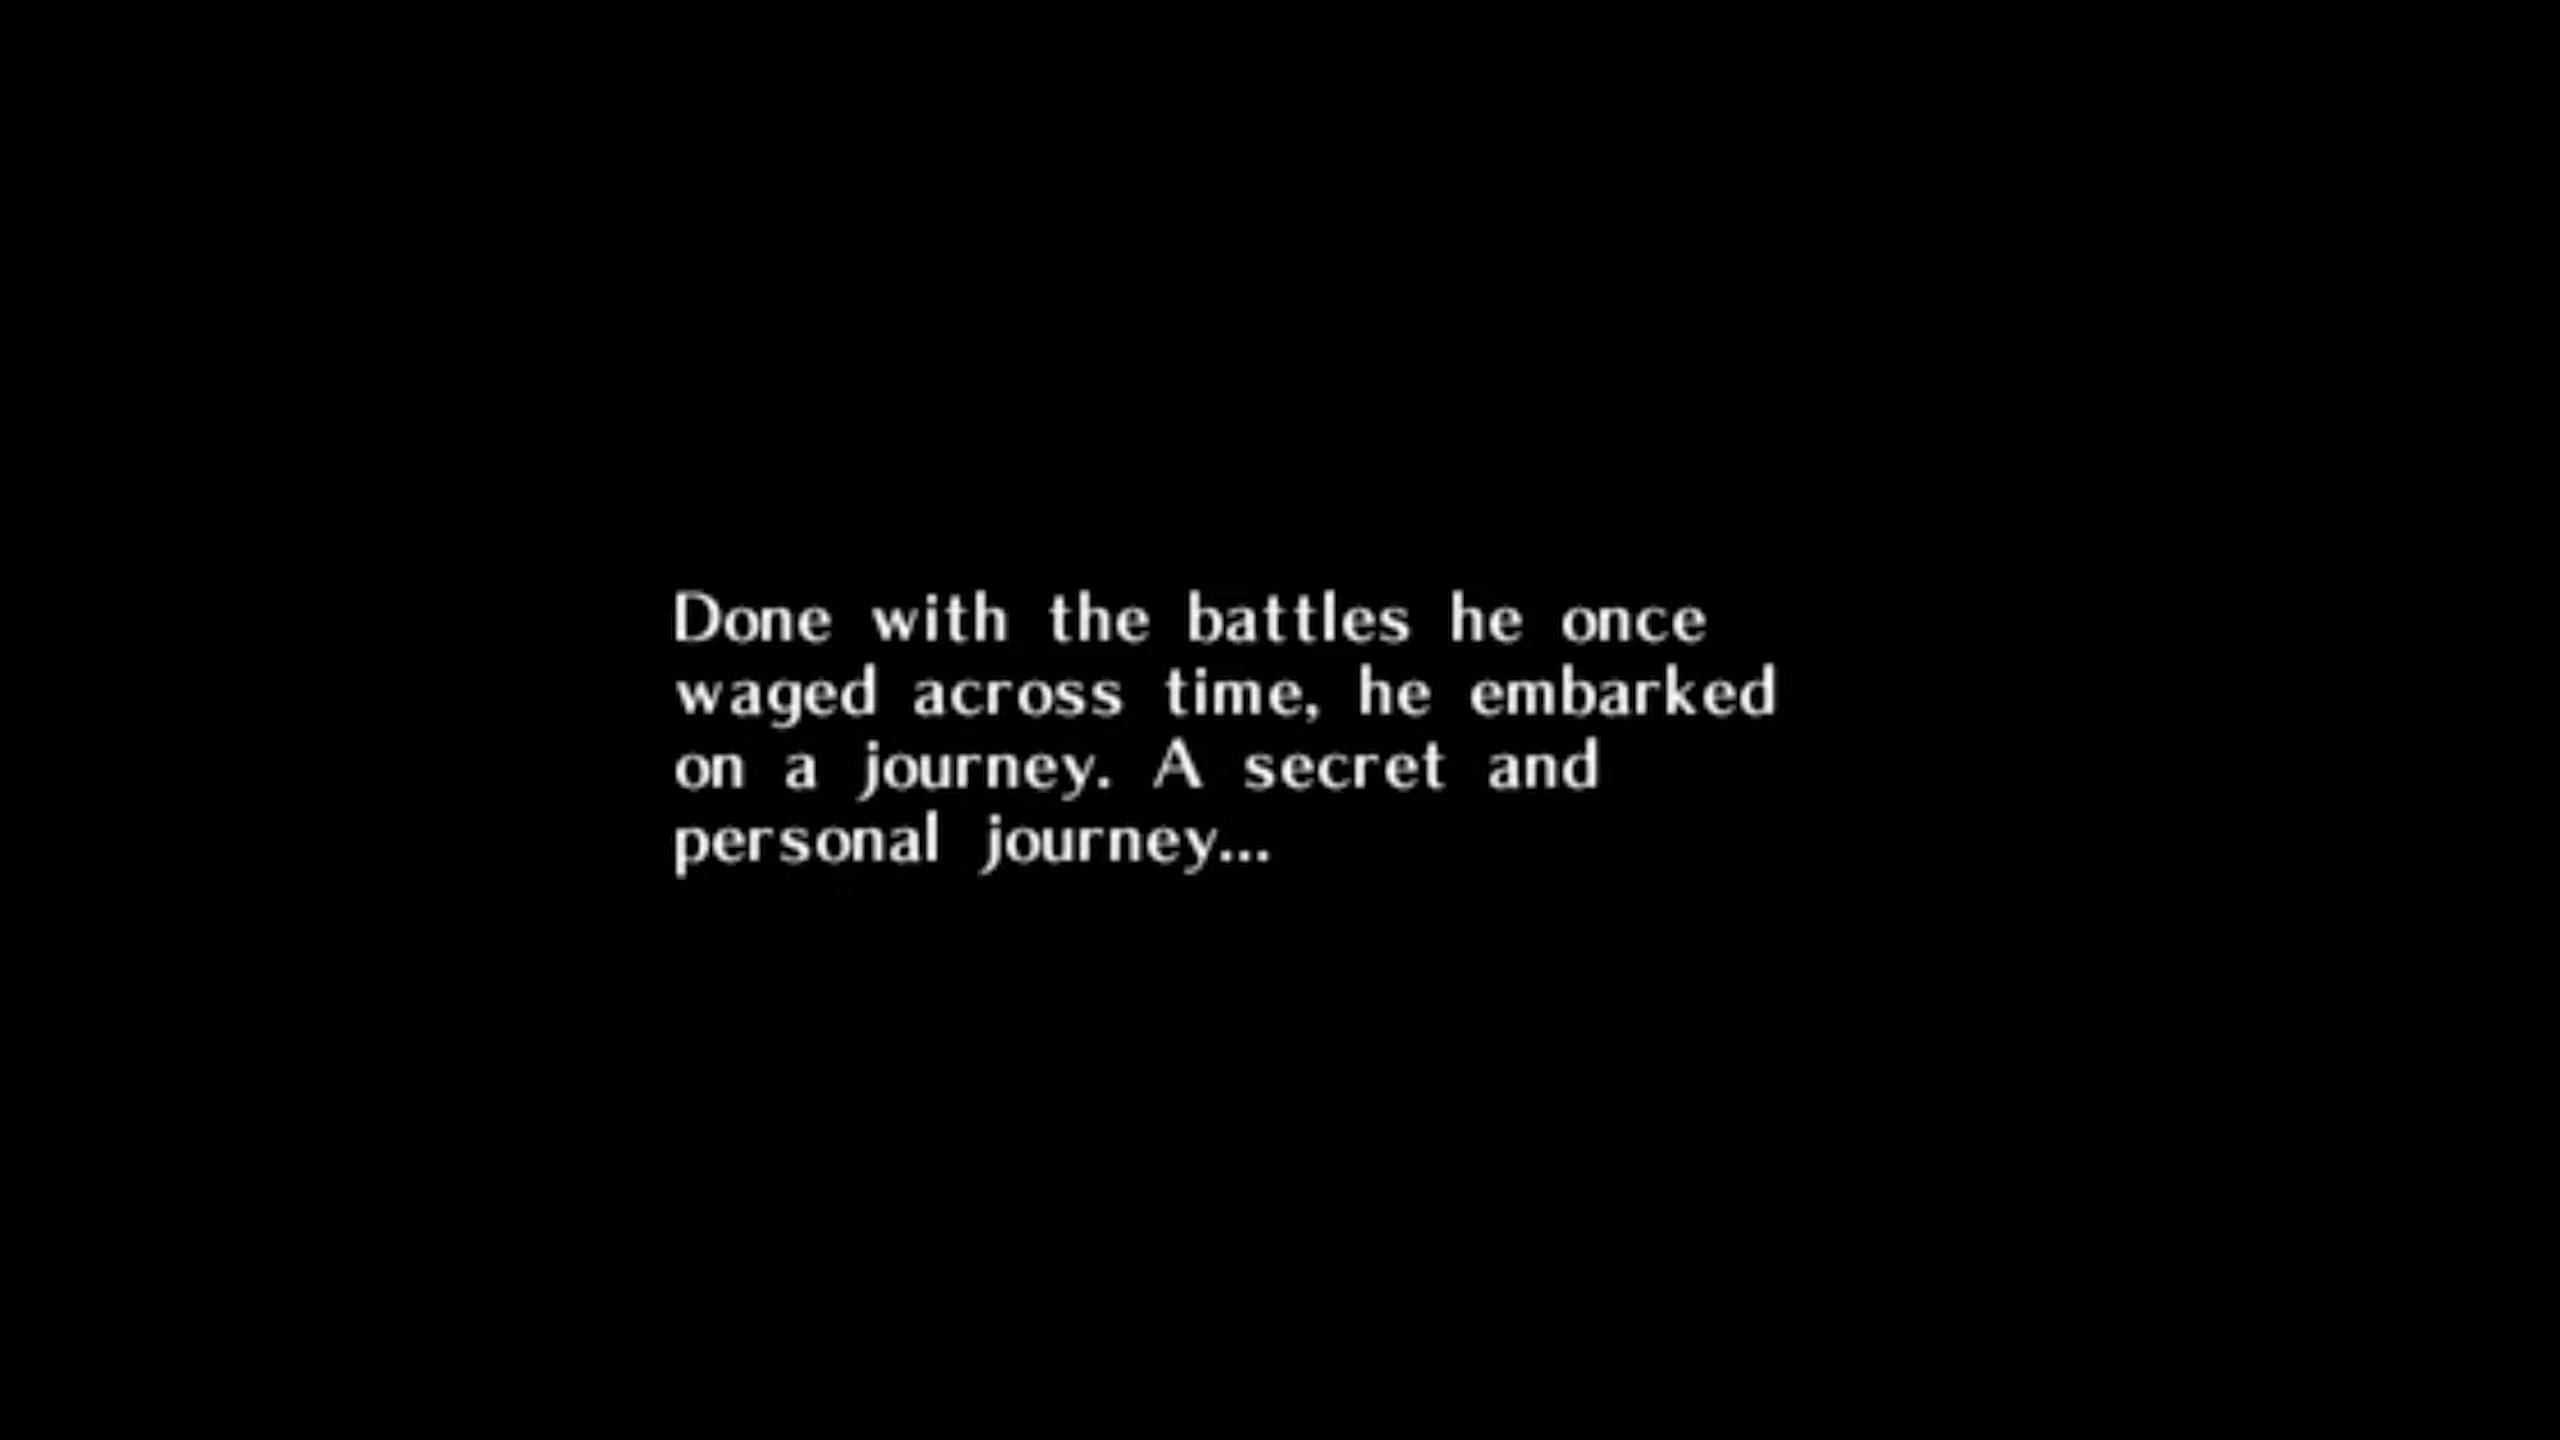 Done with the battles he once
waged across time, he embarked
on a journey. A secret and
personal journey...